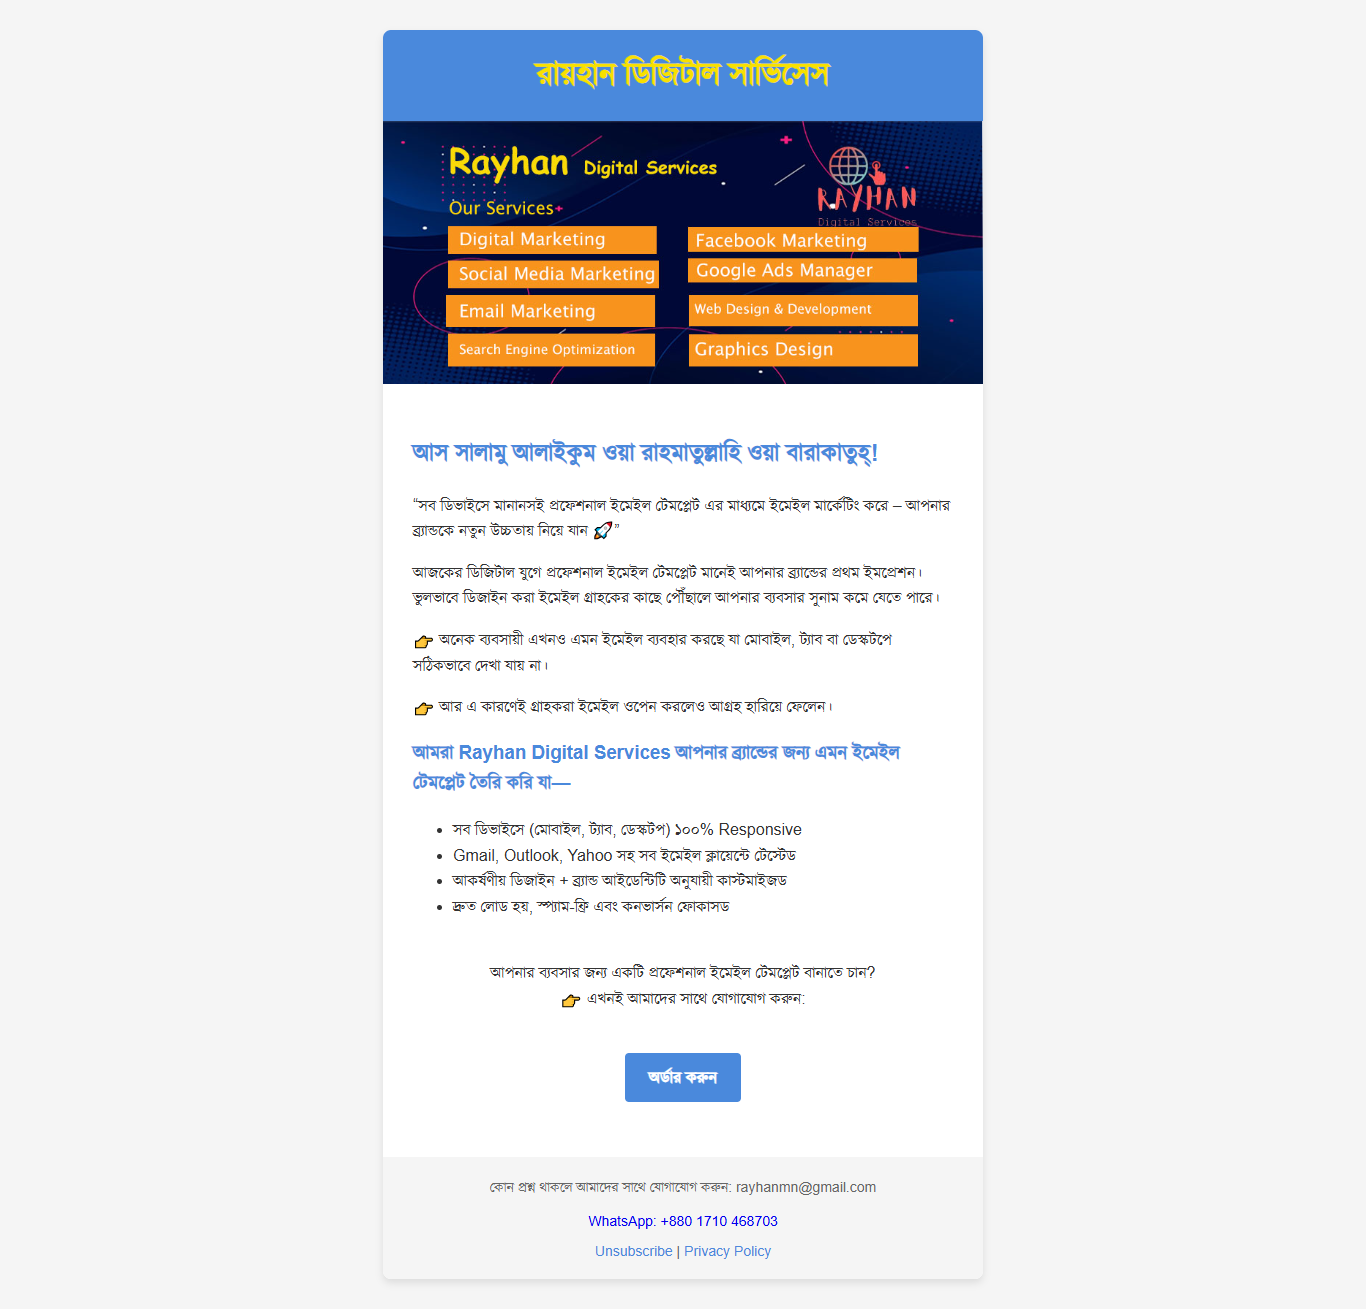 রায়হান ডিজিটাল সার্ভিসেস
Rayhan Digital Services
RAYHAN
Digital Services
Our Services
Digital Marketing
Facebook Marketing
Social Media Marketing
Google Ads Manager
Email Marketing
Web Design & Development
Search Engine Optimization
Graphics Design
আস সালামু আলাইকুম ওয়া রাহমাতুল্লাহি ওয়া বারাকাতুহ্!
“সব ডিভাইসে মানানসই প্রফেশনাল ইমেইল টেমপ্লেট এর মাধ্যমে ইমেইল মার্কেটিং করে – আপনার
ব্র্যান্ডকে নতুন উচ্চতায় নিয়ে যান 🚀”
আজকের ডিজিটাল যুগে প্রফেশনাল ইমেইল টেমপ্লেট মানেই আপনার ব্র্যান্ডের প্রথম ইমপ্রেশন।
ভুলভাবে ডিজাইন করা ইমেইল গ্রাহকের কাছে পৌঁছালে আপনার ব্যবসার সুনাম কমে যেতে পারে।
👉 অনেক ব্যবসায়ী এখনও এমন ইমেইল ব্যবহার করছে যা মোবাইল, ট্যাব বা ডেস্কটপে
সঠিকভাবে দেখা যায় না।
👉 আর এ কারণেই গ্রাহকরা ইমেইল ওপেন করলেও আগ্রহ হারিয়ে ফেলেন।
আমরা Rayhan Digital Services আপনার ব্র্যান্ডের জন্য এমন ইমেইল
টেমপ্লেট তৈরি করি যা—
• সব ডিভাইসে (মোবাইল, ট্যাব, ডেস্কটপ) ১০০% Responsive
• Gmail, Outlook, Yahoo সহ সব ইমেইল ক্লায়েন্টে টেস্টেড
• আকর্ষণীয় ডিজাইন + ব্র্যান্ড আইডেন্টিটি অনুযায়ী কাস্টমাইজড
• দ্রুত লোড হয়, স্প্যাম-ফ্রি এবং কনভার্সন ফোকাসড
আপনার ব্যবসার জন্য একটি প্রফেশনাল ইমেইল টেমপ্লেট বানাতে চান?
👉 এখনই আমাদের সাথে যোগাযোগ করুন:
অর্ডার করুন
কোন প্রশ্ন থাকলে আমাদের সাথে যোগাযোগ করুন: rayhanmn@gmail.com
WhatsApp: +880 1710 468703
Unsubscribe | Privacy Policy